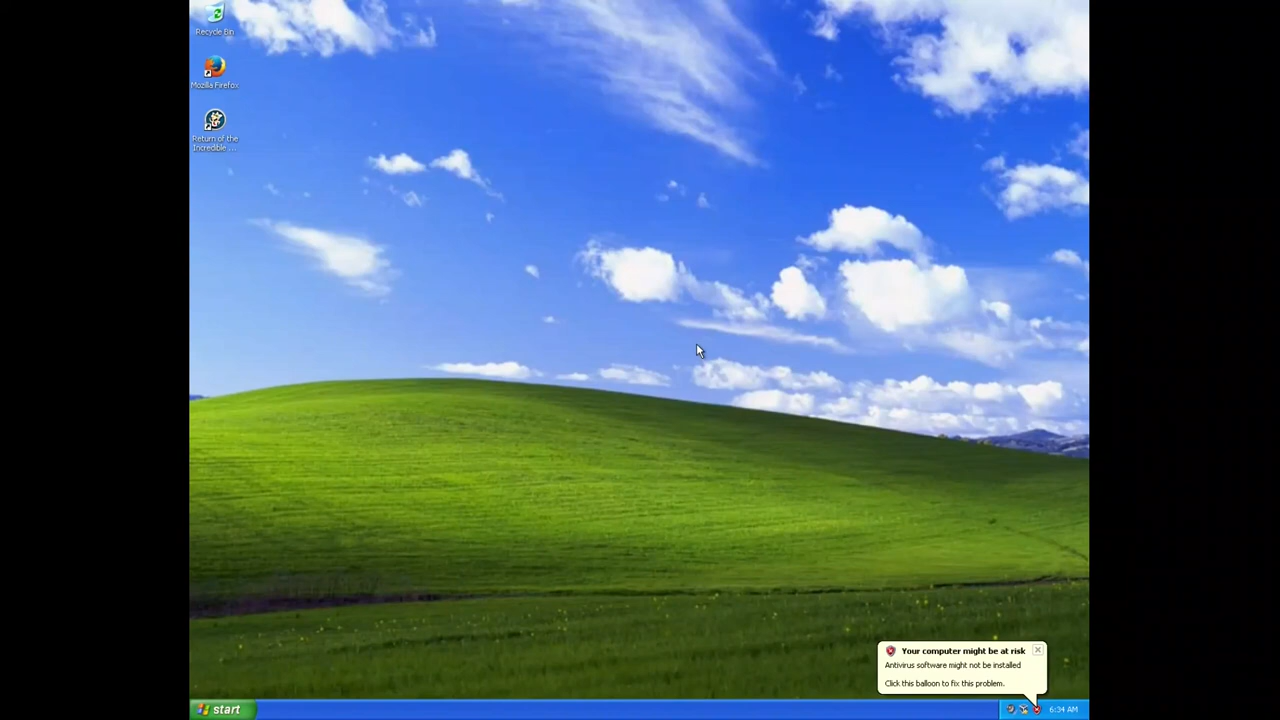 Recycle Bin
Mozilla Firefox
Return of the
Incredible ...
Your computer might be at risk
Antivirus software might not be installed
Click this balloon to fix this problem.
start
6:34 AM